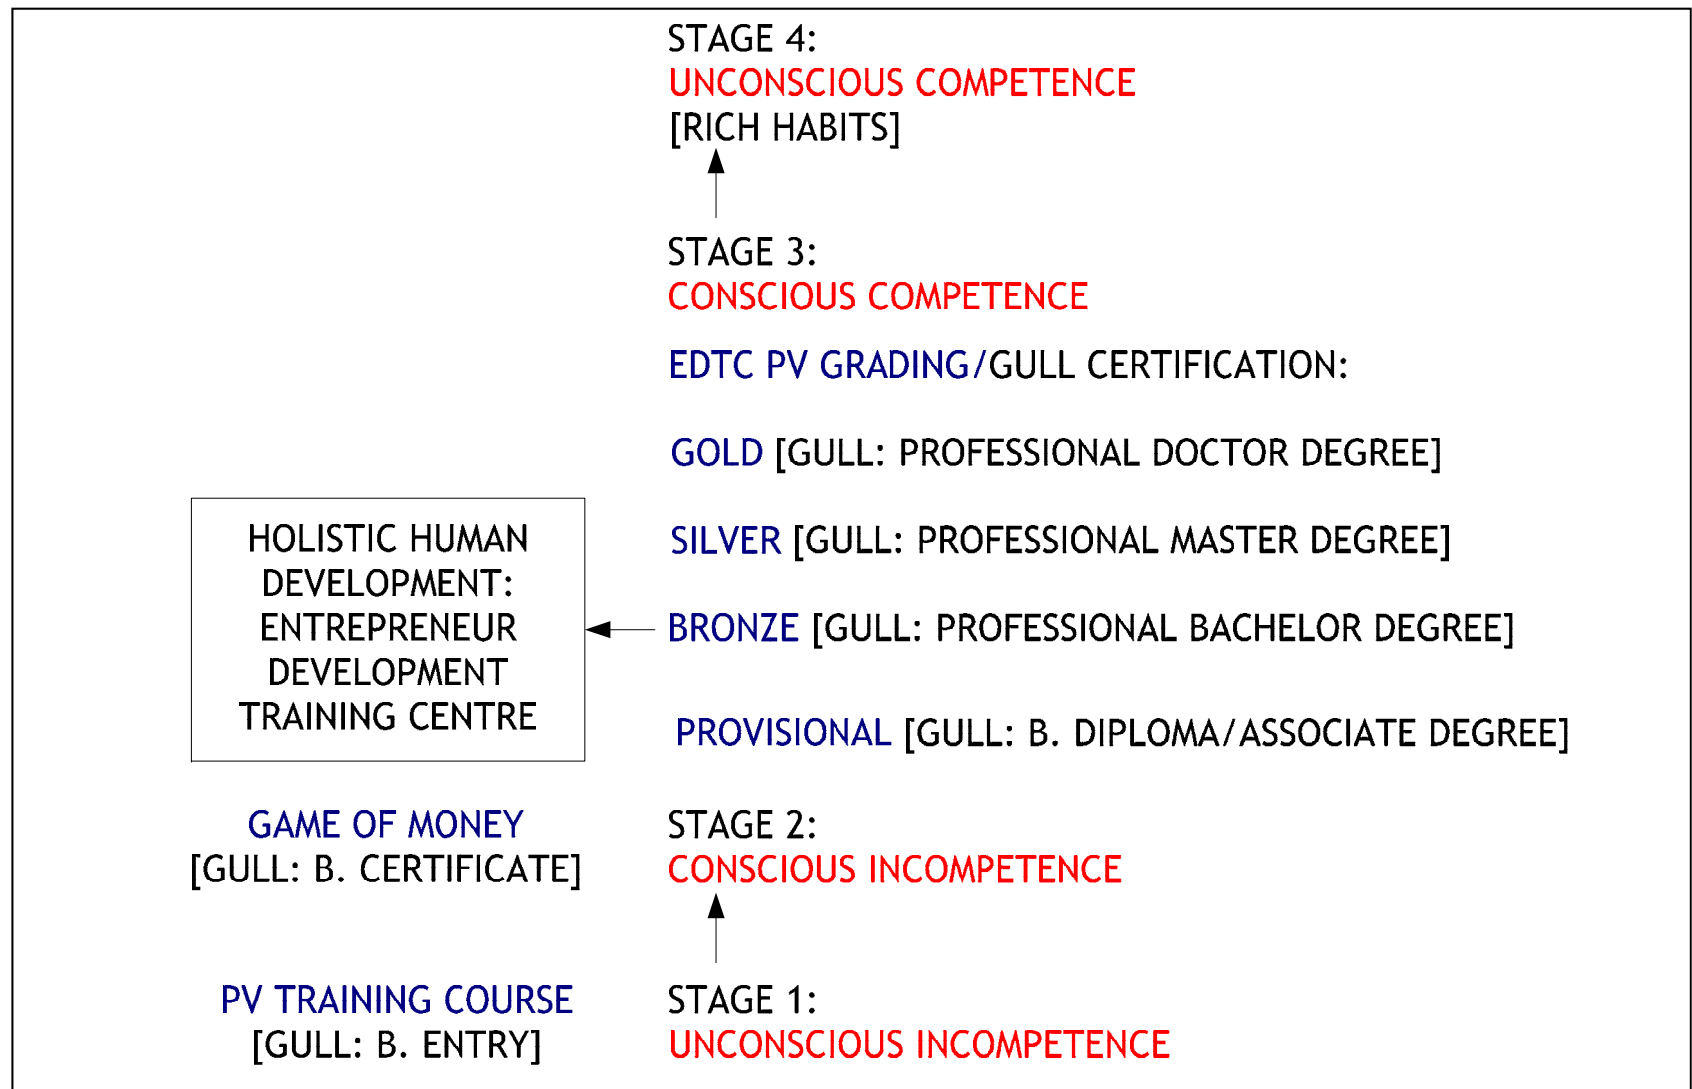 STAGE 4:
UNCONSCIOUS COMPETENCE
[RICH HABITS]
STAGE 3:
CONSCIOUS COMPETENCE
EDTC PV GRADING/GULL CERTIFICATION:
GOLD [GULL: PROFESSIONAL DOCTOR DEGREE]
SILVER [GULL: PROFESSIONAL MASTER DEGREE]
HOLISTIC HUMAN
DEVELOPMENT:
ENTREPRENEUR
DEVELOPMENT
TRAINING CENTRE
BRONZE [GULL: PROFESSIONAL BACHELOR DEGREE]
PROVISIONAL [GULL: B. DIPLOMA/ASSOCIATE DEGREE]
GAME OF MONEY
[GULL: B. CERTIFICATE]
STAGE 2:
CONSCIOUS INCOMPETENCE
PV TRAINING COURSE
[GULL: B. ENTRY]
STAGE 1:
UNCONSCIOUS INCOMPETENCE